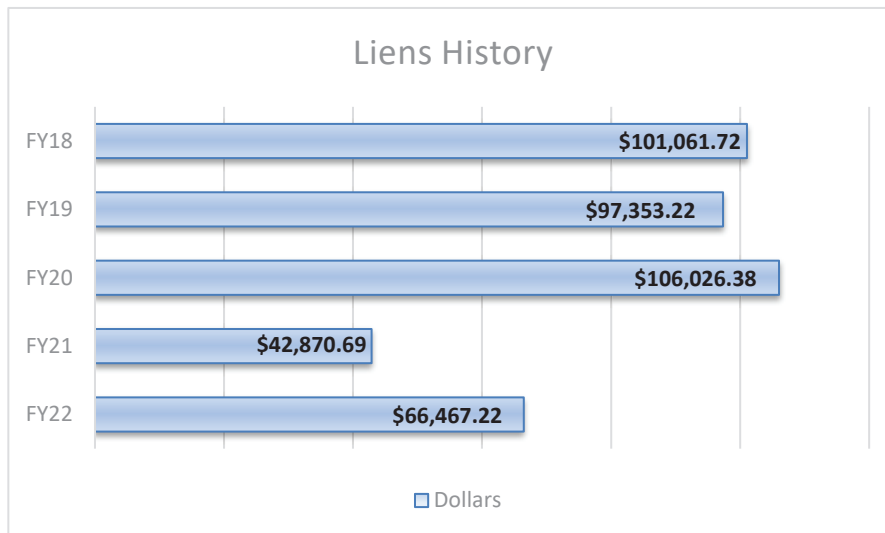 Liens History
FY18
$101,061.72
FY19
$97,353.22
FY20
$106,026.38
FY21
$42,870.69
FY22
$66,467.22
Dollars